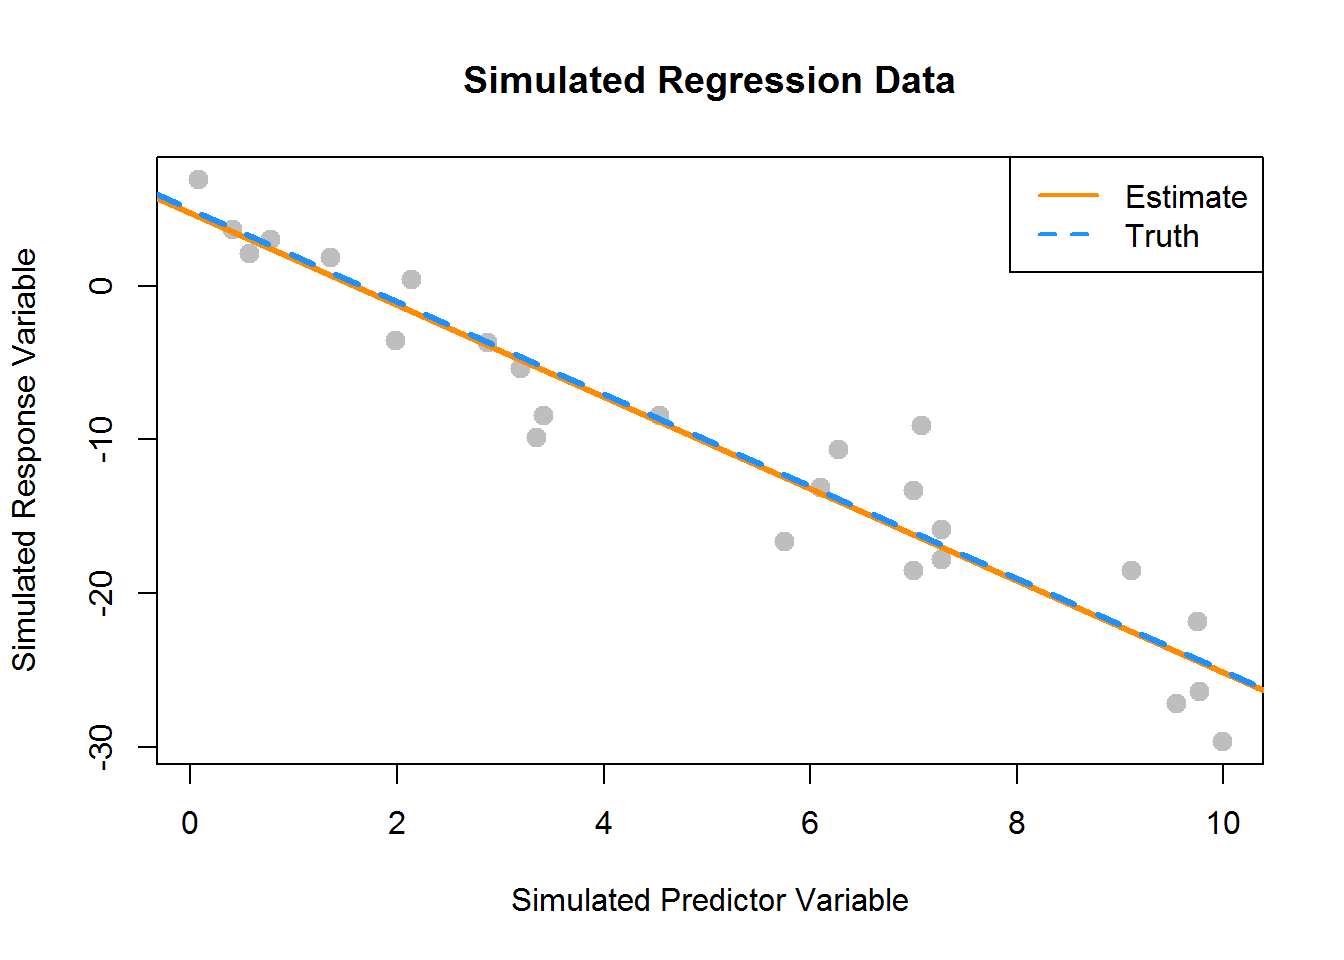 Simulated Regression Data
Estimate
Truth
Simulated Response Variable
0
-10
-20
-30
0 2 4 6 8 10
Simulated Predictor Variable